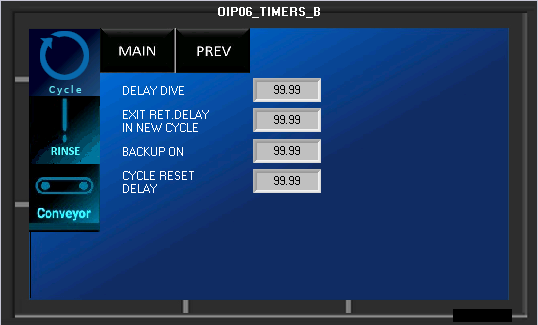 OIP06_TIMERS_B
MAIN PREV
Cycle
RINSE
Conveyor
DELAY DIVE 99.99
EXIT RET.DELAY
IN NEW CYCLE 99.99
BACKUP ON 99.99
CYCLE RESET
DELAY 99.99